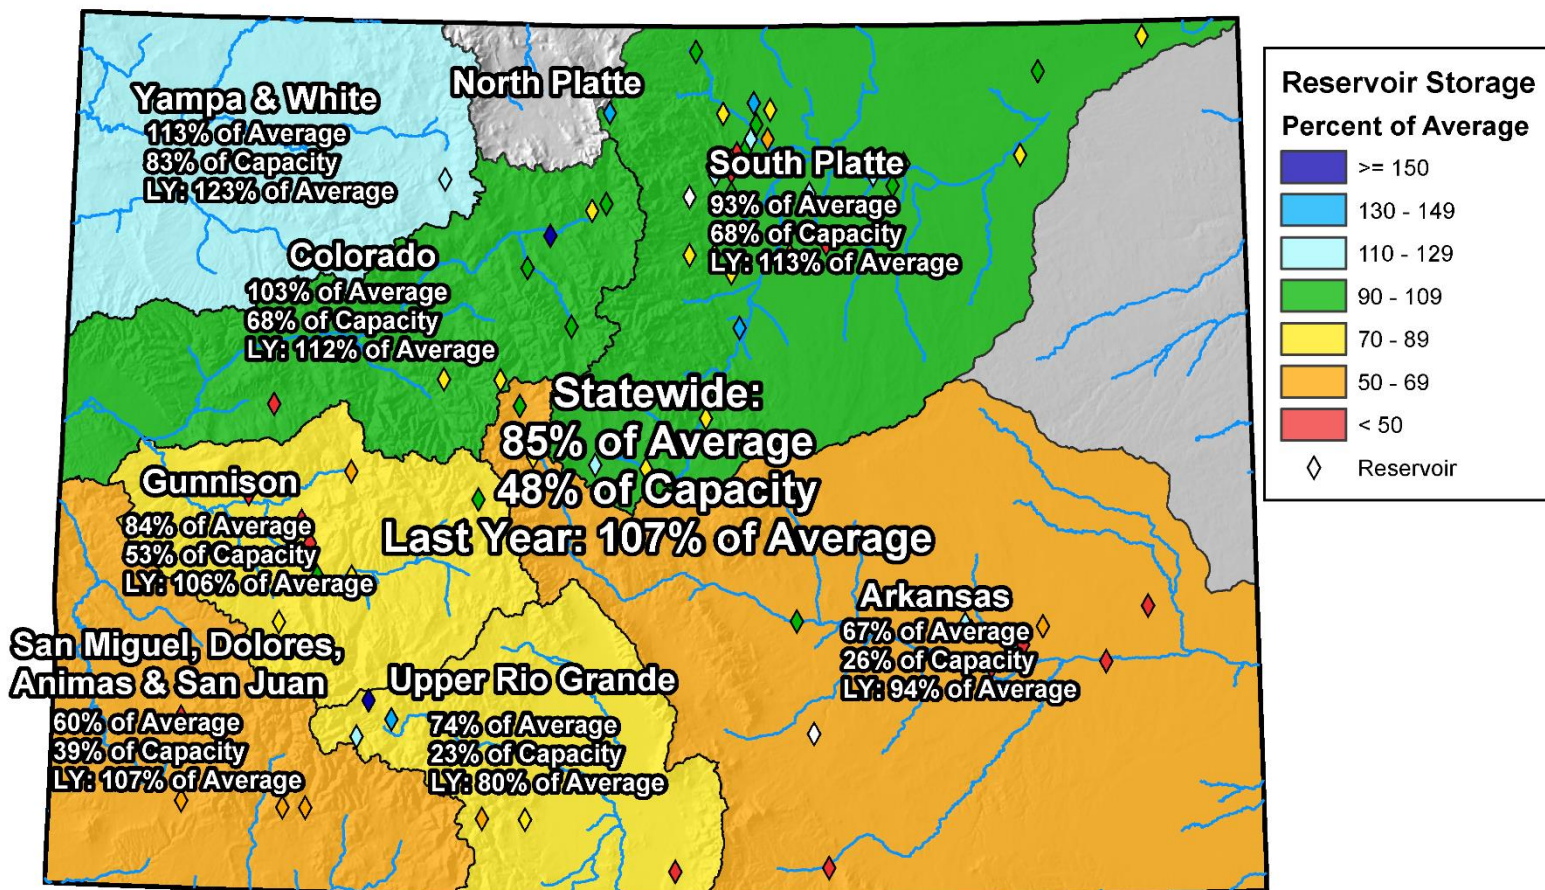 North Platte
Yampa & White
113% of Average
83% of Capacity
LY: 123% of Average
South Platte
93% of Average
68% of Capacity
LY: 113% of Average
Colorado
103% of Average
68% of Capacity
LY: 112% of Average
Statewide:
85% of Average
48% of Capacity
Last Year: 107% of Average
Gunnison
84% of Average
53% of Capacity
LY: 106% of Average
Arkansas
67% of Average
26% of Capacity
LY: 94% of Average
San Miguel, Dolores,
Animas & San Juan
60% of Average
39% of Capacity
LY: 107% of Average
Upper Rio Grande
74% of Average
23% of Capacity
LY: 80% of Average
Reservoir Storage
Percent of Average
>= 150
130 - 149
110 - 129
90 - 109
70 - 89
50 - 69
< 50
Reservoir